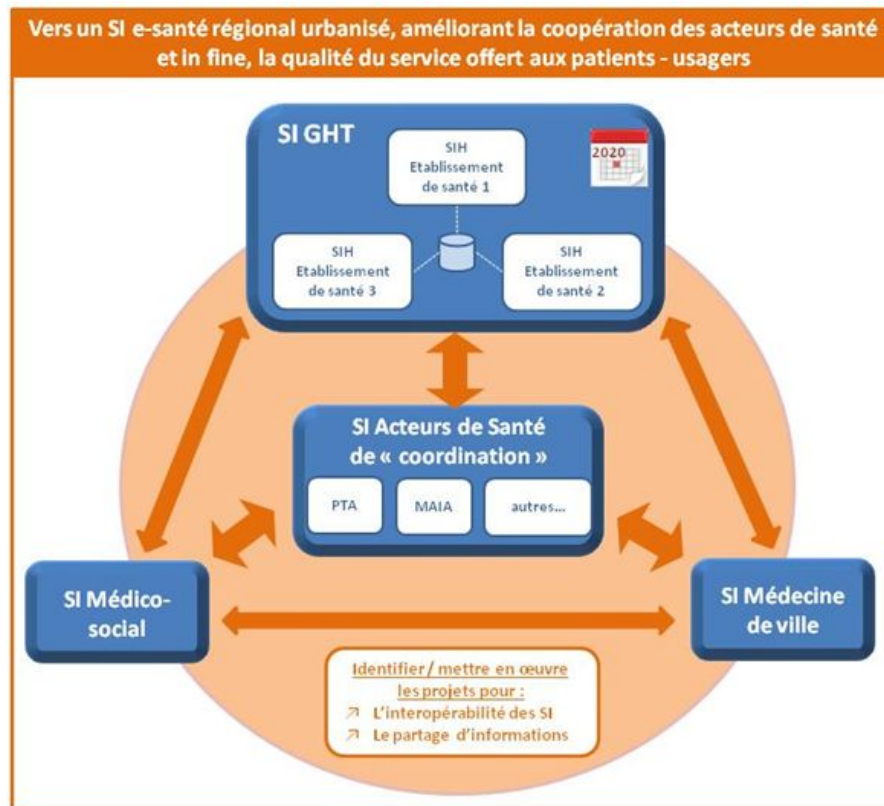 Vers un SI e-santé régional urbanisé, améliorant la coopération des acteurs de santé
et in fine, la qualité du service offert aux patients - usagers
SI GHT
2020
SIH
Etablissement
de santé 1
SIH
Etablissement
de santé 3
SIH
Etablissement
de santé 2
SI Acteurs de Santé
de « coordination »
PTA
MAIA
autres...
SI Médico-
social
SI Médecine
de ville
Identifier / mettre en œuvre
les projets pour :
↗ L'interopérabilité des SI
↗ Le partage d'informations